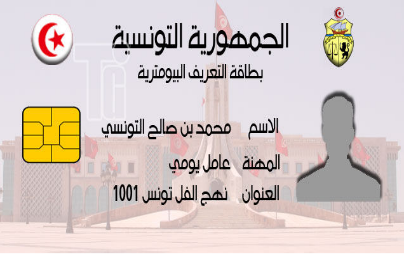 الجمهورية التونسية
بطاقة التعريف البيومترية
الاسم محمد بن صالح التونسي
المهنة عامل يومي
العنوان نهج الفل تونس 1001